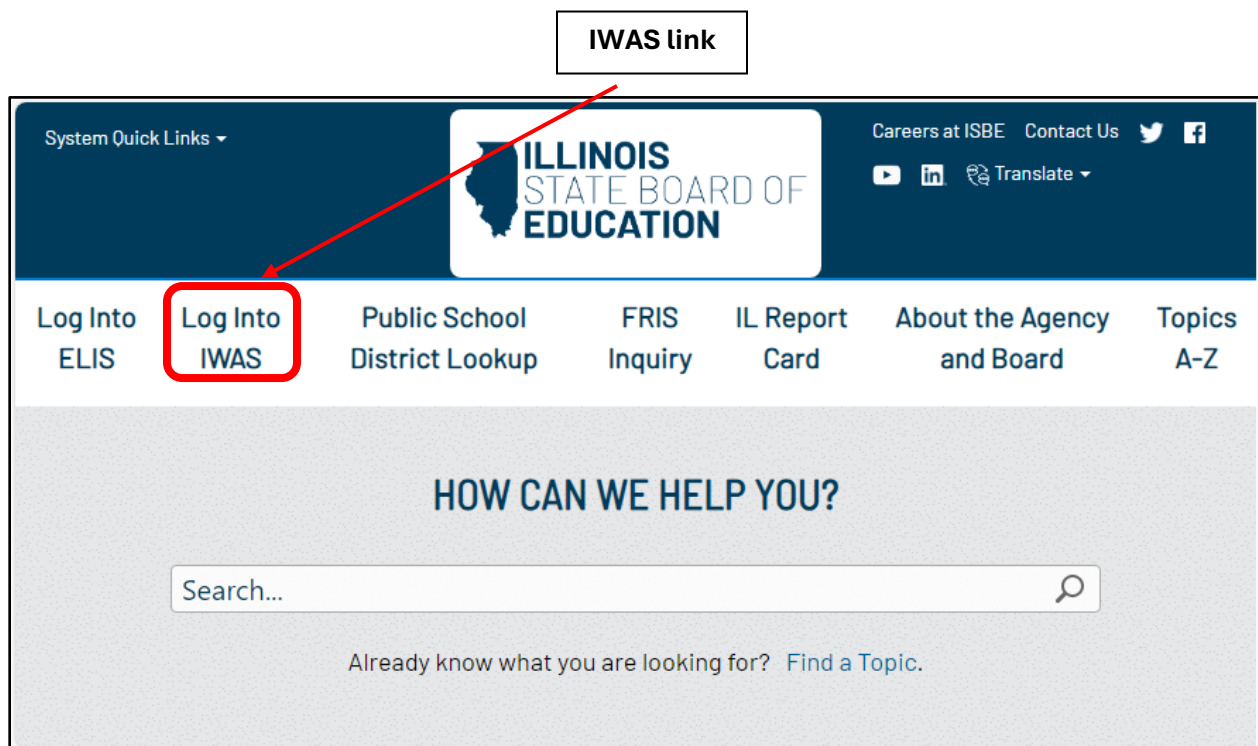 IWAS link
System Quick Links
ILLINOIS
STATE BOARD OF
EDUCATION
Careers at ISBE Contact Us
Translate
Log Into
ELIS
Log Into
IWAS
Public School
District Lookup
FRIS
Inquiry
IL Report
Card
About the Agency
and Board
Topics
A-Z
HOW CAN WE HELP YOU?
Search...
Already know what you are looking for? Find a Topic.